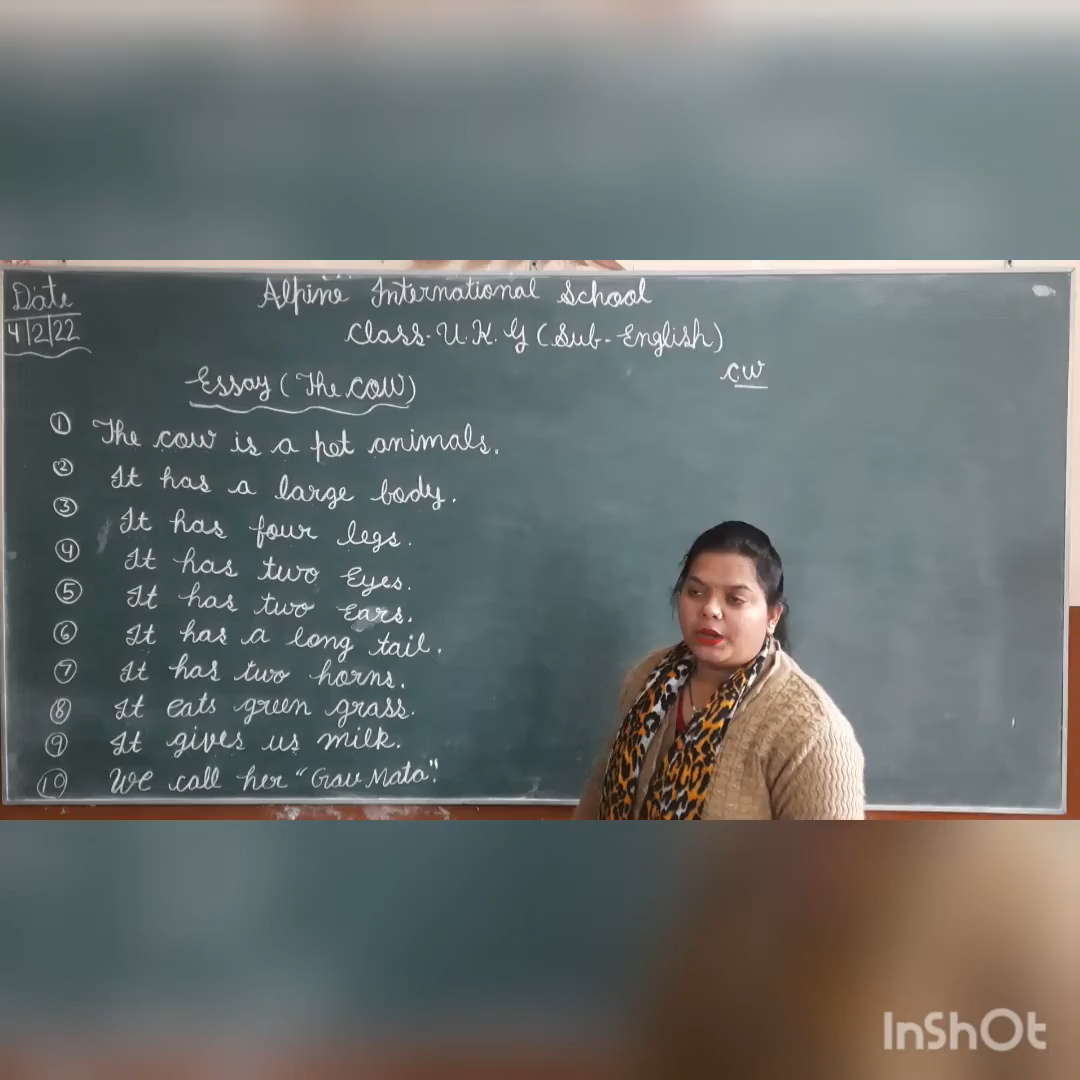 Date
4/2/22
Alpine International School
Class-U.K.G (Sub-English)
C.W
Essay (The COW)
① The cow is a pet animals.
② It has a large body.
③ It has four legs.
④ It has two Eyes.
⑤ It has two Ears.
⑥ It has a long tail.
⑦ It has two horns.
⑧ It eats green grass.
⑨ It gives us milk.
⑩ We call her "Gau Mata".
InShOt